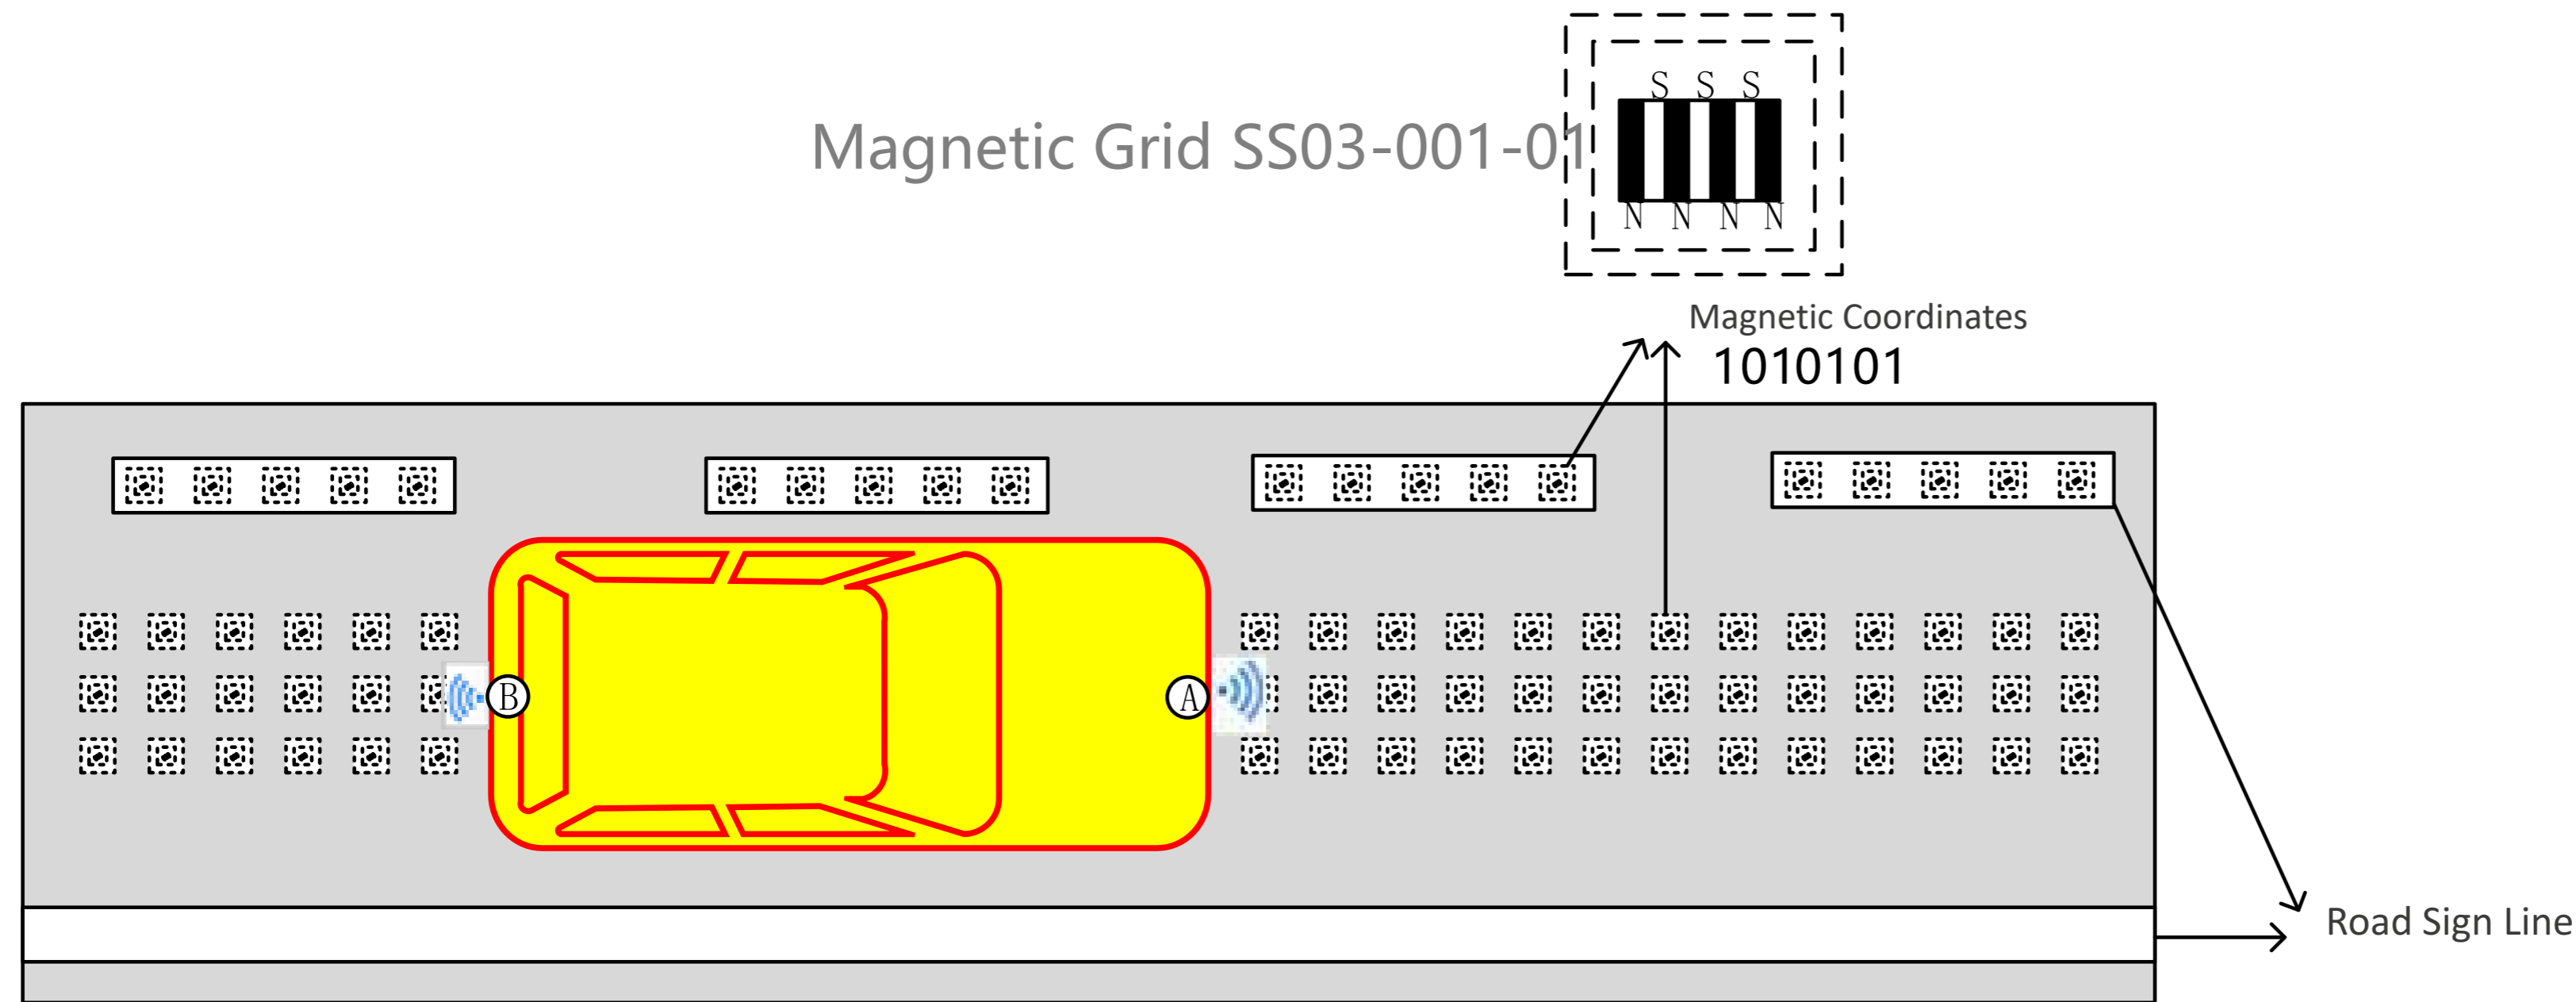 S S S
Magnetic Grid SS03-001-01
N N N N
Magnetic Coordinates
1010101
B
A
Road Sign Line